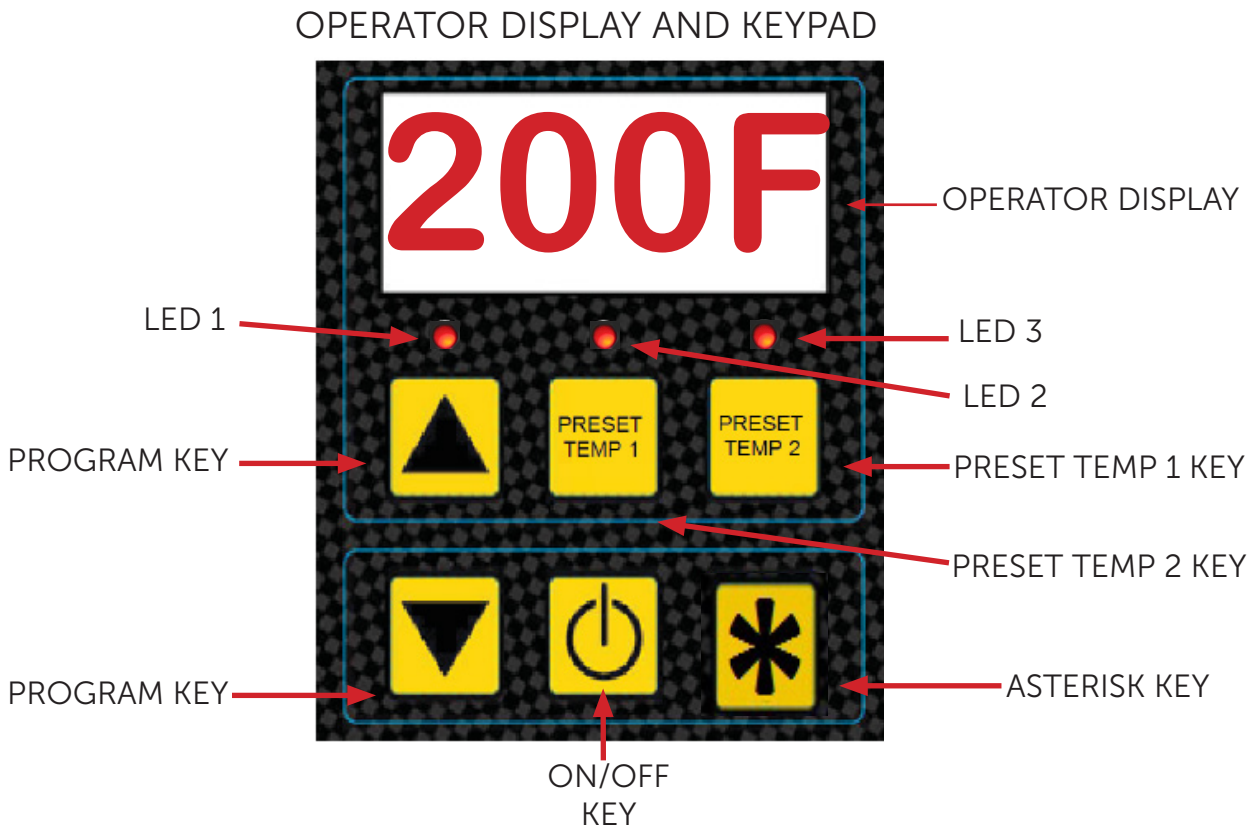 OPERATOR DISPLAY AND KEYPAD
200F
OPERATOR DISPLAY
LED 1
LED 3
LED 2
PRESET
TEMP 1
PRESET
TEMP 2
PROGRAM KEY
PRESET TEMP 1 KEY
PRESET TEMP 2 KEY
PROGRAM KEY
ASTERISK KEY
ON/OFF
KEY